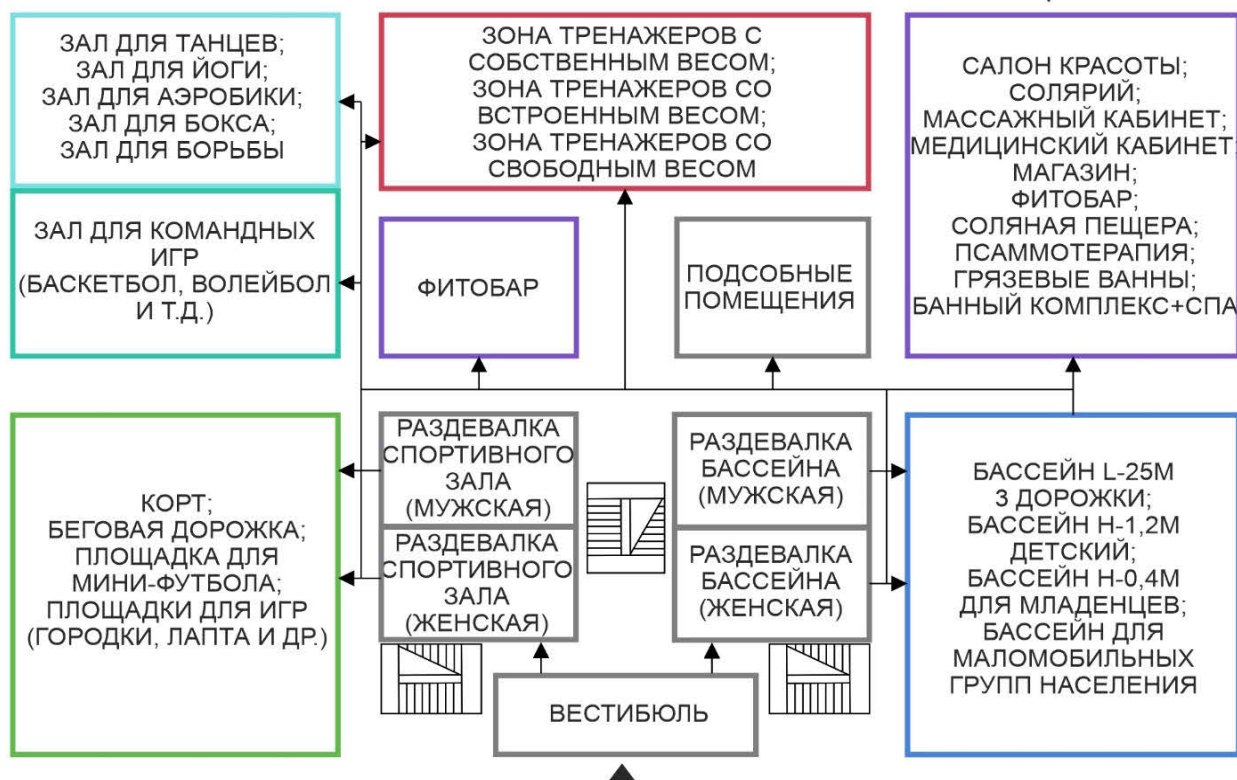 ЗАЛ ДЛЯ ТАНЦЕВ;
ЗАЛ ДЛЯ ЙОГИ;
ЗАЛ ДЛЯ АЭРОБИКИ;
ЗАЛ ДЛЯ БОКСА;
ЗАЛ ДЛЯ БОРЬБЫ
ЗОНА ТРЕНАЖЕРОВ С
СОБСТВЕННЫМ ВЕСОМ;
ЗОНА ТРЕНАЖЕРОВ СО
ВСТРОЕННЫМ ВЕСОМ;
ЗОНА ТРЕНАЖЕРОВ СО
СВОБОДНЫМ ВЕСОМ
САЛОН КРАСОТЫ;
СОЛЯРИЙ;
МАССАЖНЫЙ КАБИНЕТ;
МЕДИЦИНСКИЙ КАБИНЕТ;
МАГАЗИН;
ФИТОБАР;
СОЛЯНАЯ ПЕЩЕРА;
ПСАММОТЕРАПИЯ;
ГРЯЗЕВЫЕ ВАННЫ;
БАННЫЙ КОМПЛЕКС+СПА
ЗАЛ ДЛЯ КОМАНДНЫХ
ИГР
(БАСКЕТБОЛ, ВОЛЕЙБОЛ
И Т.Д.)
ФИТОБАР
ПОДСОБНЫЕ
ПОМЕЩЕНИЯ
КОРТ;
БЕГОВАЯ ДОРОЖКА;
ПЛОЩАДКА ДЛЯ
МИНИ-ФУТБОЛА;
ПЛОЩАДКИ ДЛЯ ИГР
(ГОРОДКИ, ЛАПТА И ДР.)
РАЗДЕВАЛКА
СПОРТИВНОГО
ЗАЛА
(МУЖСКАЯ)
РАЗДЕВАЛКА
СПОРТИВНОГО
ЗАЛА
(ЖЕНСКАЯ)
РАЗДЕВАЛКА
БАССЕЙНА
(МУЖСКАЯ)
РАЗДЕВАЛКА
БАССЕЙНА
(ЖЕНСКАЯ)
БАССЕЙН L-25М
3 ДОРОЖКИ;
БАССЕЙН H-1,2М
ДЕТСКИЙ;
БАССЕЙН H-0,4М
ДЛЯ МЛАДЕНЦЕВ;
БАССЕЙН ДЛЯ
МАЛОМОБИЛЬНЫХ
ГРУПП НАСЕЛЕНИЯ
ВЕСТИБЮЛЬ